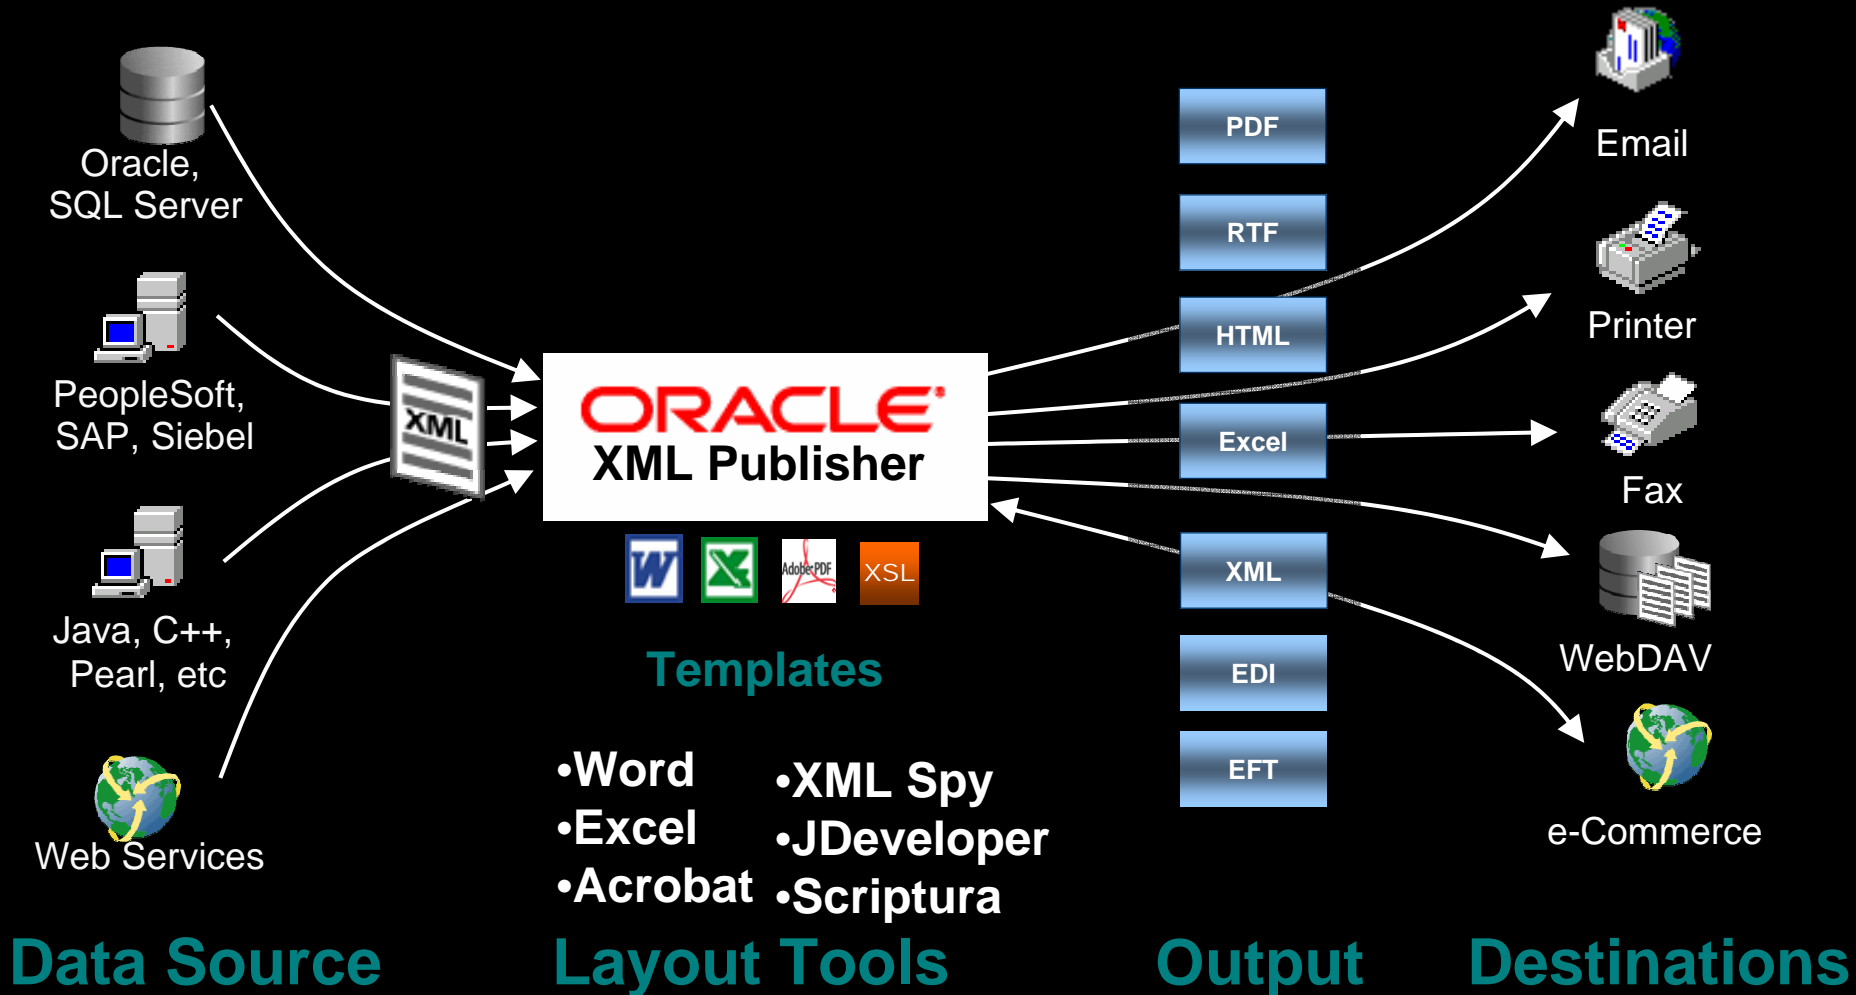 Oracle,
SQL Server
PeopleSoft,
SAP, Siebel
Java, C++,
Pearl, etc
Web Services
Data Source
XML
ORACLE®
XML Publisher
W
X
Adobe PDF
XSL
Templates
•Word
•Excel
•Acrobat
•XML Spy
•JDeveloper
•Scriptura
Layout Tools
PDF
RTF
HTML
Excel
XML
EDI
EFT
Output
Email
Printer
Fax
WebDAV
e-Commerce
Destinations